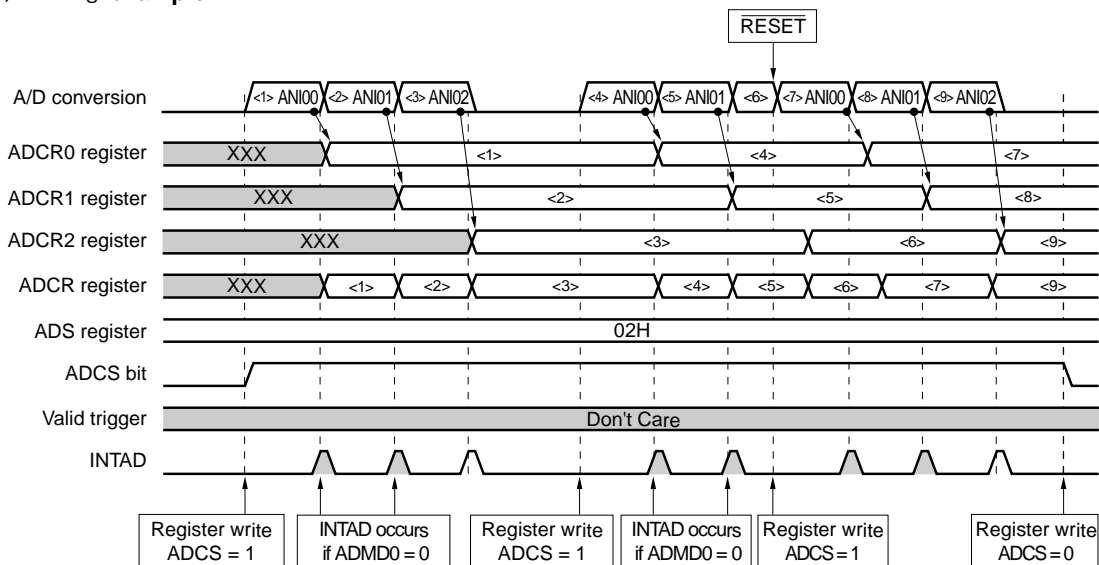 example
RESET
A/D conversion <1> ANI00 <2> ANI01 <3> ANI02 <4> ANI00 <5> ANI01 <6> <7> ANI00 <8> ANI01 <9> ANI02
ADCR0 register XXX <1> <4> <7>
ADCR1 register XXX <2> <5> <8>
ADCR2 register XXX <3> <6> <9>
ADCR register XXX <1> <2> <3> <4> <5> <6> <7> <9>
ADS register 02H
ADCS bit
Valid trigger Don't Care
INTAD
Register write
ADCS = 1
INTAD occurs
if ADMD0 = 0
Register write
ADCS = 1
INTAD occurs
if ADMD0 = 0
Register write
ADCS = 1
Register write
ADCS = 0